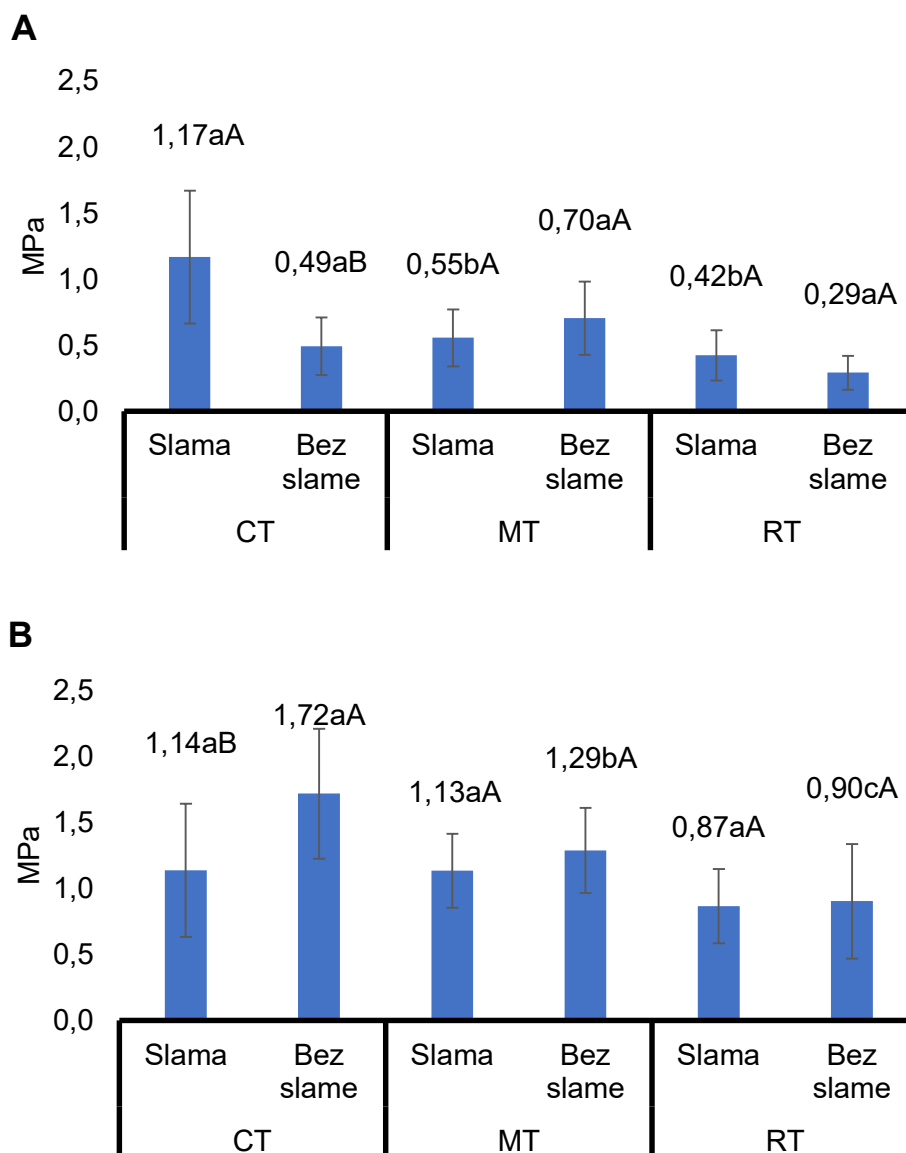 A
2,5
2,0
1,5
1,0
0,5
0,0
MPa
1,17aA
0,49aB
0,55bA
0,70aA
0,42bA
0,29aA
Slama
Bez
slame
Slama
Bez
slame
Slama
Bez
slame
CT
MT
RT
B
2,5
2,0
1,5
1,0
0,5
0,0
MPa
1,14aB
1,72aA
1,13aA
1,29bA
0,87aA
0,90cA
Slama
Bez
slame
Slama
Bez
slame
Slama
Bez
slame
CT
MT
RT